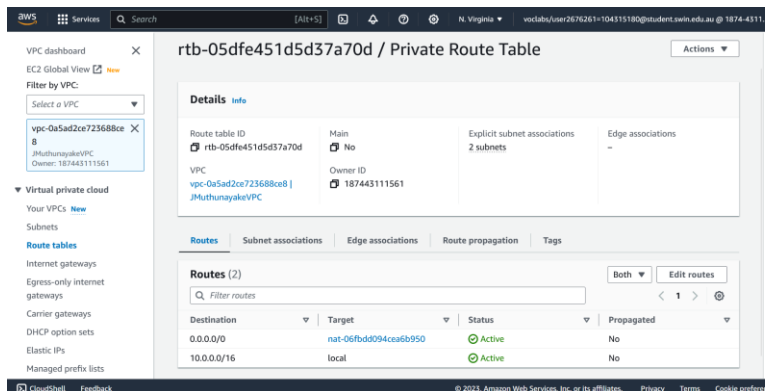 aws Services Search [Alt+S] N. Virginia ▼ voclabs/user2676261=104315180@student.swin.edu.au @ 1874-4311.
VPC dashboard
EC2 Global View New
Filter by VPC:
Select a VPC
vpc-0a5ad2ce723688ce
8
JMuthunayakeVPC
Owner: 187443111561
Virtual private cloud
Your VPCs New
Subnets
Route tables
Internet gateways
Egress-only internet
gateways
Carrier gateways
DHCP option sets
Elastic IPs
Managed prefix lists
rtb-05dfe451d5d37a70d / Private Route Table
Actions ▼
Details Info
Route table ID
rtb-05dfe451d5d37a70d
Main
No
Explicit subnet associations
2 subnets
Edge associations
–
VPC
vpc-0a5ad2ce723688ce8 |
JMuthunayakeVPC
Owner ID
187443111561
Routes Subnet associations Edge associations Route propagation Tags
Routes (2)
Both ▼ Edit routes
Filter routes
< 1 >
Destination Target Status Propagated
0.0.0.0/0 nat-06fbdd094cea6b950 Active No
10.0.0.0/16 local Active No
CloudShell Feedback © 2023, Amazon Web Services, Inc. or its affiliates. Privacy Terms Cookie prefere